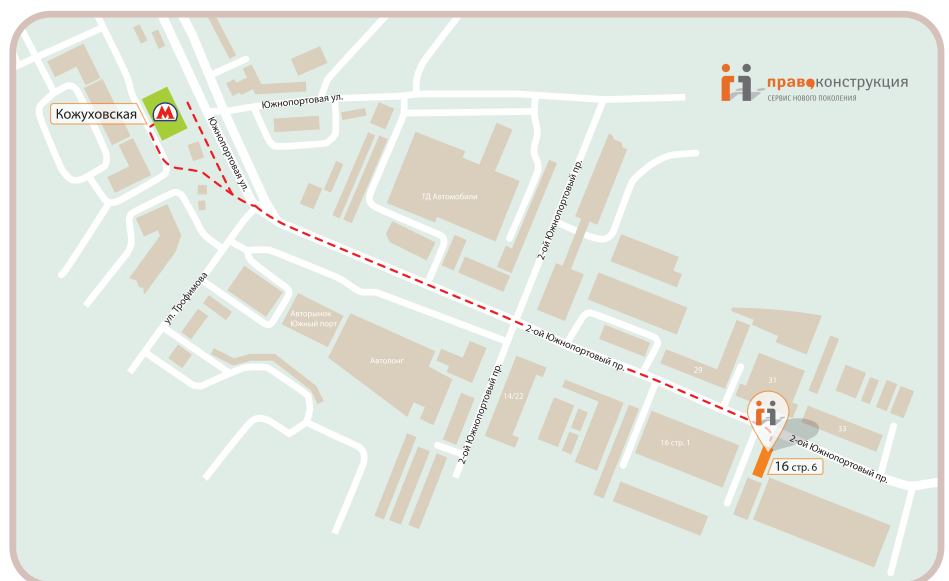 правоконструкция
СЕРВИС НОВОГО ПОКОЛЕНИЯ
Южнопортовая ул.
М
Кожуховская
Южнопортовая ул.
2-ой Южнопортовый пр.
ТД Автомобили
ул. Трофимова
Авторынок
Южный порт
2-ой Южнопортовый пр.
Автолонг
2-ой Южнопортовый пр.
29
31
14/22
33
16 стр. 1
2-ой Южнопортовый пр.
16 стр. 6